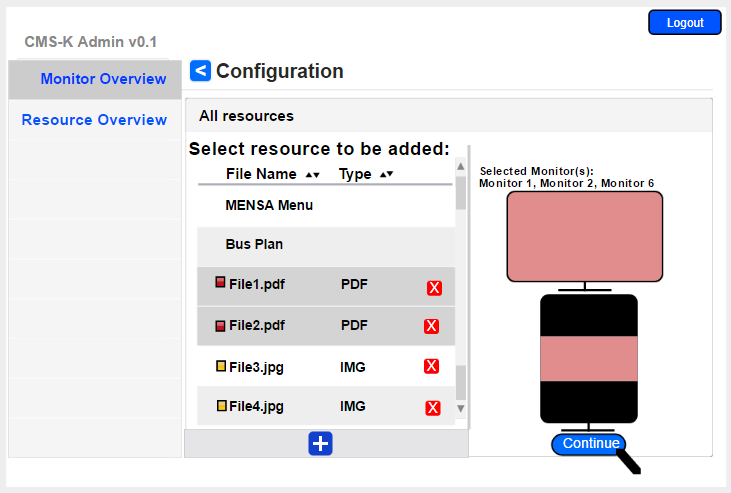 Logout
CMS-K Admin v0.1
Monitor Overview
Resource Overview
< Configuration
All resources
Select resource to be added:
File Name ▲▼ Type ▲▼
MENSA Menu
Bus Plan
File1.pdf PDF X
File2.pdf PDF X
File3.jpg IMG X
File4.jpg IMG X
+
Selected Monitor(s):
Monitor 1, Monitor 2, Monitor 6
Continue